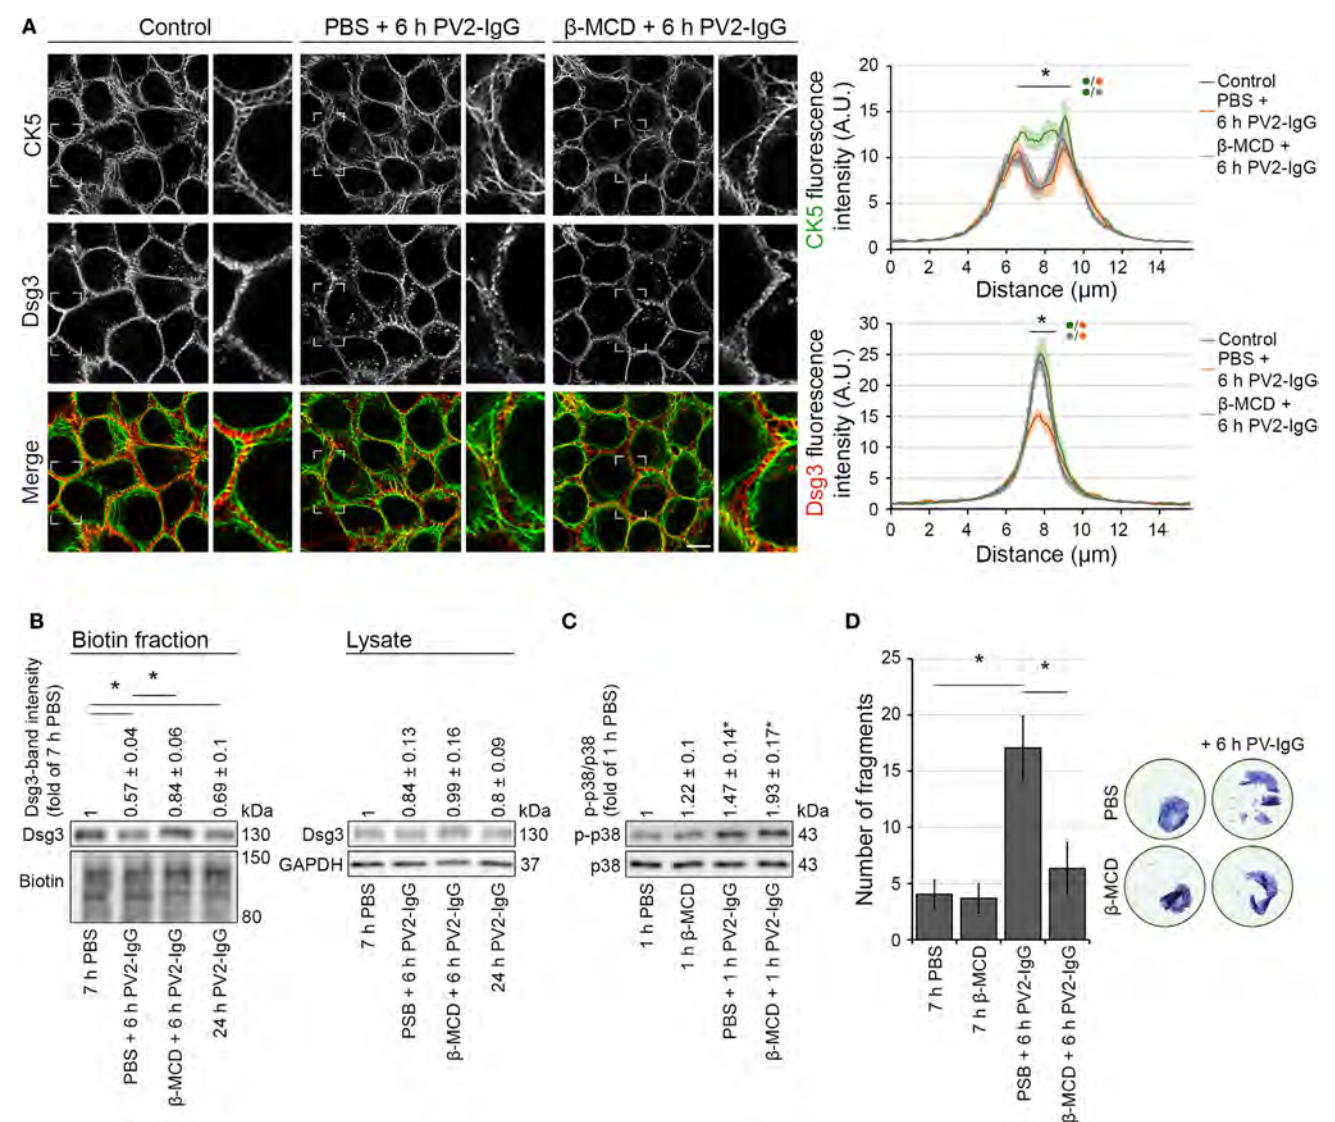 A
Control
PBS + 6 h PV2-IgG
β-MCD + 6 h PV2-IgG
CK5
Dsg3
Merge
CK5 fluorescence
intensity (A.U.)
20
15
10
5
0
0 2 4 6 8 10 12 14
Distance (µm)
*
/
/
Control
PBS +
6 h PV2-IgG
β-MCD +
6 h PV2-IgG
Dsg3 fluorescence
intensity (A.U.)
30
25
20
15
10
5
0
0 2 4 6 8 10 12 14
Distance (µm)
*
/
/
Control
PBS +
6 h PV2-IgG
β-MCD +
6 h PV2-IgG
B
Biotin fraction
Dsg3-band intensity
(fold of 7 h PBS)
*
*
1
0.57 ± 0.04
0.84 ± 0.06
0.69 ± 0.1
kDa
Dsg3
130
Biotin
150
80
7 h PBS
PBS + 6 h PV2-IgG
β-MCD + 6 h PV2-IgG
24 h PV2-IgG
Lysate
1
0.84 ± 0.13
0.99 ± 0.16
0.8 ± 0.09
kDa
Dsg3
130
GAPDH
37
7 h PBS
PSB + 6 h PV2-IgG
β-MCD + 6 h PV2-IgG
24 h PV2-IgG
C
p-p38/p38
(fold of 1 h PBS)
1
1.22 ± 0.1
1.47 ± 0.14*
1.93 ± 0.17*
kDa
p-p38
43
p38
43
1 h PBS
1 h β-MCD
PBS + 1 h PV2-IgG
β-MCD + 1 h PV2-IgG
D
Number of fragments
25
20
15
10
5
0
*
*
7 h PBS
7 h β-MCD
PSB + 6 h PV2-IgG
β-MCD + 6 h PV2-IgG
+ 6 h PV-IgG
PBS
β-MCD